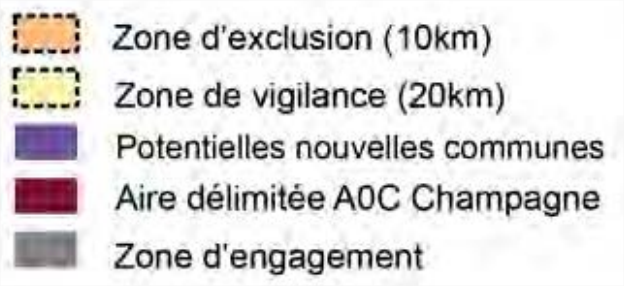 Zone d'exclusion (10km)
Zone de vigilance (20km)
Potentielles nouvelles communes
Aire délimitée A0C Champagne
Zone d'engagement